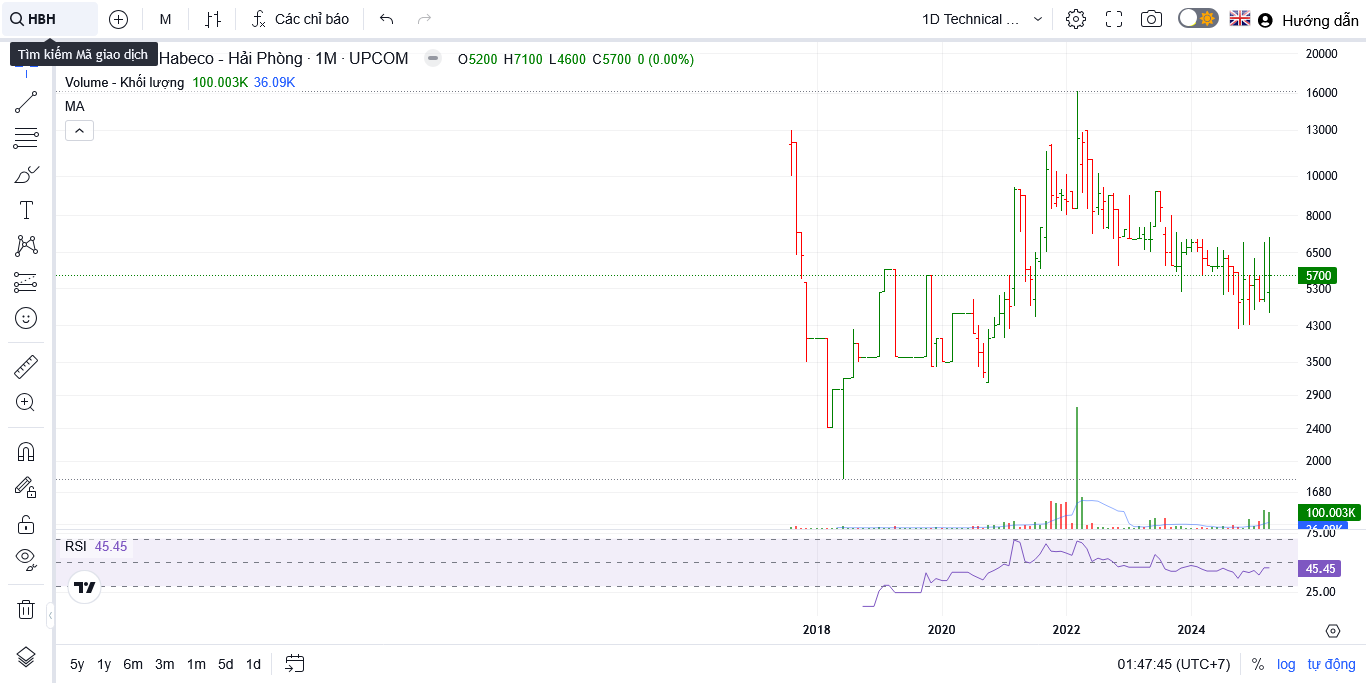 HBH
M
Các chỉ báo
1D Technical ...
Hướng dẫn
Tìm kiếm Mã giao dịch
Habeco - Hải Phòng · 1M · UPCOM
O5200 H7100 L4600 C5700 0 (0.00%)
Volume - Khối lượng 100.003K 36.09K
MA
20000
16000
13000
10000
8000
6500
5700
5300
4300
3500
2900
2400
2000
1680
100.003K
36.09K
75.00
RSI 45.45
45.45
25.00
2018 2020 2022 2024
5y 1y 6m 3m 1m 5d 1d
01:47:45 (UTC+7) % log tự động